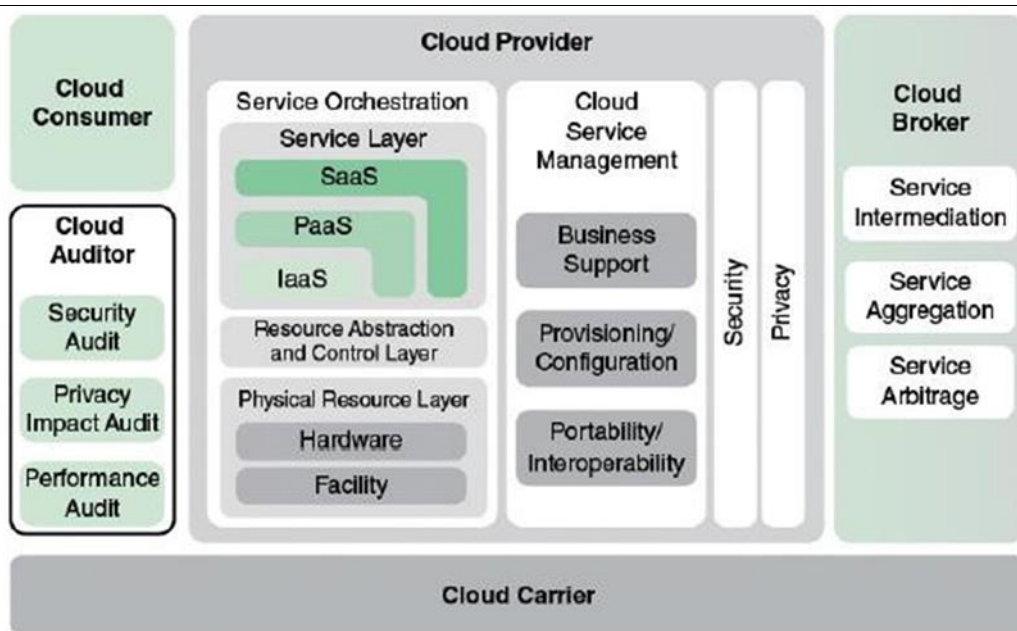 Cloud
Consumer
Cloud
Auditor
Security
Audit
Privacy
Impact Audit
Performance
Audit
Cloud Provider
Service Orchestration
Service Layer
SaaS
PaaS
IaaS
Resource Abstraction
and Control Layer
Physical Resource Layer
Hardware
Facility
Cloud
Service
Management
Business
Support
Provisioning/
Configuration
Portability/
Interoperability
Security
Privacy
Cloud
Broker
Service
Intermediation
Service
Aggregation
Service
Arbitrage
Cloud Carrier